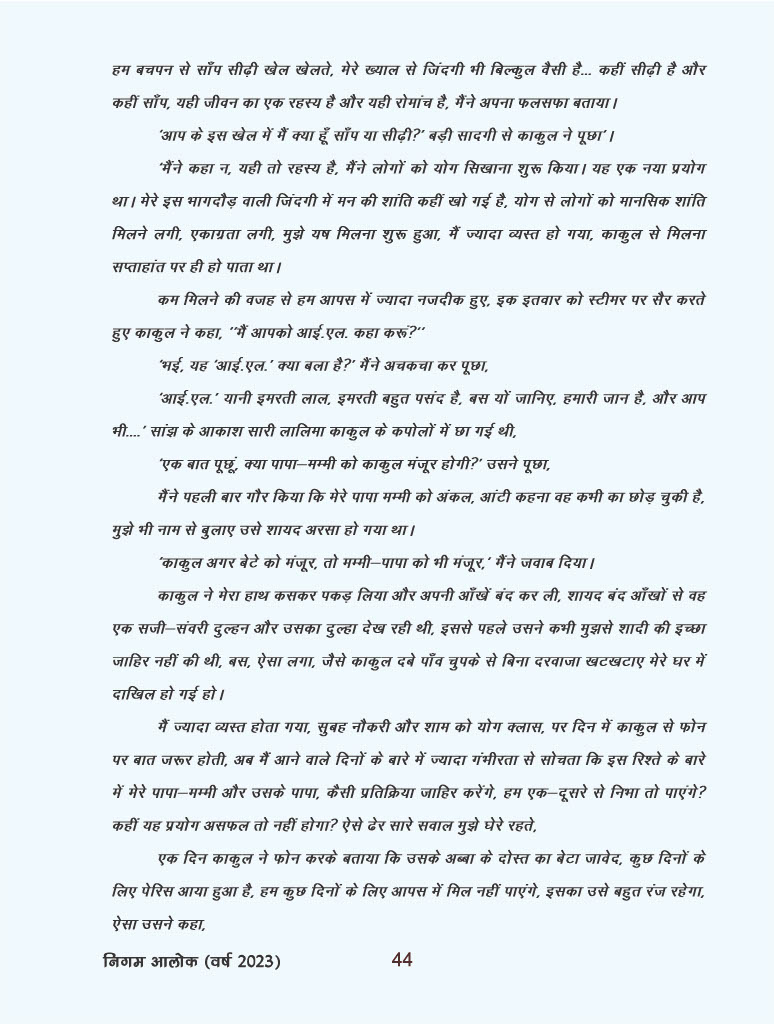 हम बचपन से साँप सीढ़ी खेल खेलते, मेरे ख्याल से जिंदगी भी बिल्कुल वैसी है... कहीं सीढ़ी है और
कहीं साँप, यही जीवन का एक रहस्य है और यही रोमांच है, मैंने अपना फलसफा बताया।
‘आप के इस खेल में मैं क्या हूँ साँप या सीढ़ी?’ बड़ी सादगी से काकुल ने पूछा’।
‘मैंने कहा न, यही तो रहस्य है, मैंने लोगों को योग सिखाना शुरू किया। यह एक नया प्रयोग
था। मेरे इस भागदौड़ वाली जिंदगी में मन की शांति कहीं खो गई है, योग से लोगों को मानसिक शांति
मिलने लगी, एकाग्रता लगी, मुझे यष मिलना शुरू हुआ, मैं ज्यादा व्यस्त हो गया, काकुल से मिलना
सप्ताहांत पर ही हो पाता था।
कम मिलने की वजह से हम आपस में ज्यादा नजदीक हुए, इक इतवार को स्टीमर पर सैर करते
हुए काकुल ने कहा, ‘‘मैं आपको आई.एल. कहा करूं?‘‘
‘भई, यह ‘आई.एल.’ क्या बला है?’ मैंने अचकचा कर पूछा,
‘आई.एल.’ यानी इमरती लाल, इमरती बहुत पसंद है, बस यों जानिए, हमारी जान है, और आप
भी....’ सांझ के आकाश सारी लालिमा काकुल के कपोलों में छा गई थी,
‘एक बात पूछूं, क्या पापा–मम्मी को काकुल मंजूर होगी?’ उसने पूछा,
मैंने पहली बार गौर किया कि मेरे पापा मम्मी को अंकल, आंटी कहना वह कभी का छोड़ चुकी है,
मुझे भी नाम से बुलाए उसे शायद अरसा हो गया था।
‘काकुल अगर बेटे को मंजूर, तो मम्मी–पापा को भी मंजूर,’ मैंने जवाब दिया।
काकुल ने मेरा हाथ कसकर पकड़ लिया और अपनी आँखें बंद कर ली, शायद बंद आँखों से वह
एक सजी–संवरी दुल्हन और उसका दुल्हा देख रही थी, इससे पहले उसने कभी मुझसे शादी की इच्छा
जाहिर नहीं की थी, बस, ऐसा लगा, जैसे काकुल दबे पाँव चुपके से बिना दरवाजा खटखटाए मेरे घर में
दाखिल हो गई हो।
मैं ज्यादा व्यस्त होता गया, सुबह नौकरी और शाम को योग क्लास, पर दिन में काकुल से फोन
पर बात जरूर होती, अब मैं आने वाले दिनों के बारे में ज्यादा गंभीरता से सोचता कि इस रिश्ते के बारे
में मेरे पापा–मम्मी और उसके पापा, कैसी प्रतिक्रिया जाहिर करेंगे, हम एक–दूसरे से निभा तो पाएंगे?
कहीं यह प्रयोग असफल तो नहीं होगा? ऐसे ढेर सारे सवाल मुझे घेरे रहते,
एक दिन काकुल ने फोन करके बताया कि उसके अब्बा के दोस्त का बेटा जावेद, कुछ दिनों के
लिए पेरिस आया हुआ है, हम कुछ दिनों के लिए आपस में मिल नहीं पाएंगे, इसका उसे बहुत रंज रहेगा,
ऐसा उसने कहा,
निगम आलोक (वर्ष 2023) 44